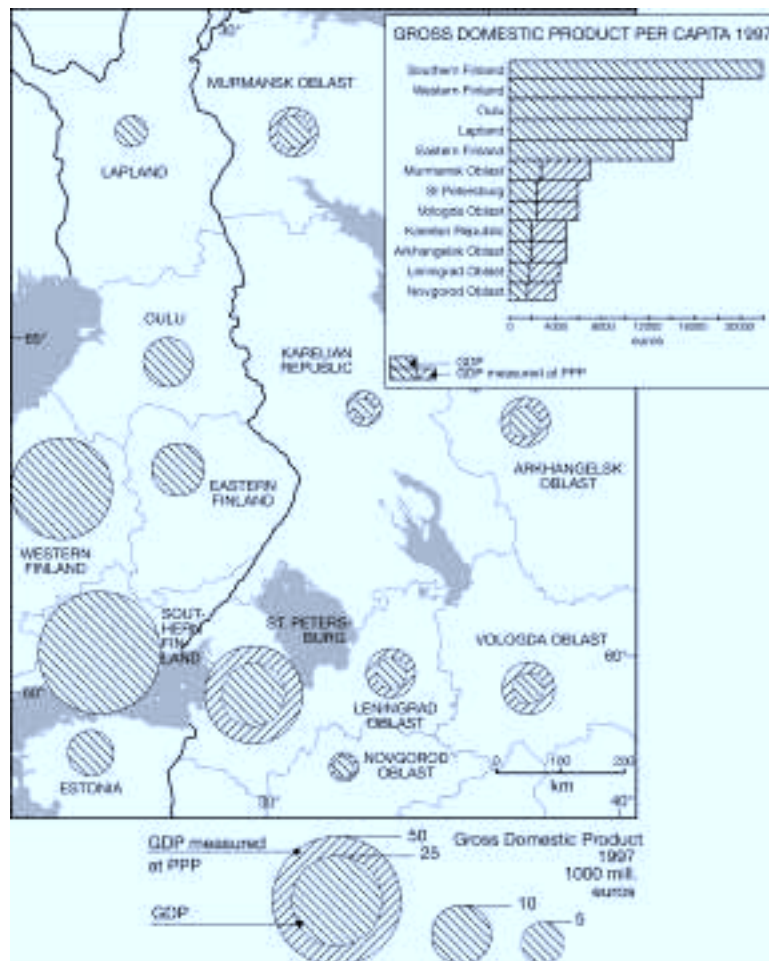 GROSS DOMESTIC PRODUCT PER CAPITA 1997
Southern Finland
Western Finland
Oulu
Lapland
Eastern Finland
Murmansk Oblast
St Petersburg
Vologda Oblast
Karelian Republic
Arkhangelsk Oblast
Leningrad Oblast
Novgorod Oblast
0 4000 8000 12000 16000 20000
euros
GDP
GDP measured at PPP
30°
MURMANSK OBLAST
LAPLAND
65°
OULU
KARELIAN
REPUBLIC
ARKHANGELSK
OBLAST
EASTERN
FINLAND
WESTERN
FINLAND
SOUT-
HERN
FIN-
LAND
ST. PETERS-
BURG
VOLOGDA OBLAST
60°
60°
LENINGRAD
OBLAST
NOVGOROD
OBLAST
ESTONIA
0 100 200
km
30°
40°
GDP measured
at PPP
GDP
50
25
Gross Domestic Product
1997
1000 mill.
euros
10
5